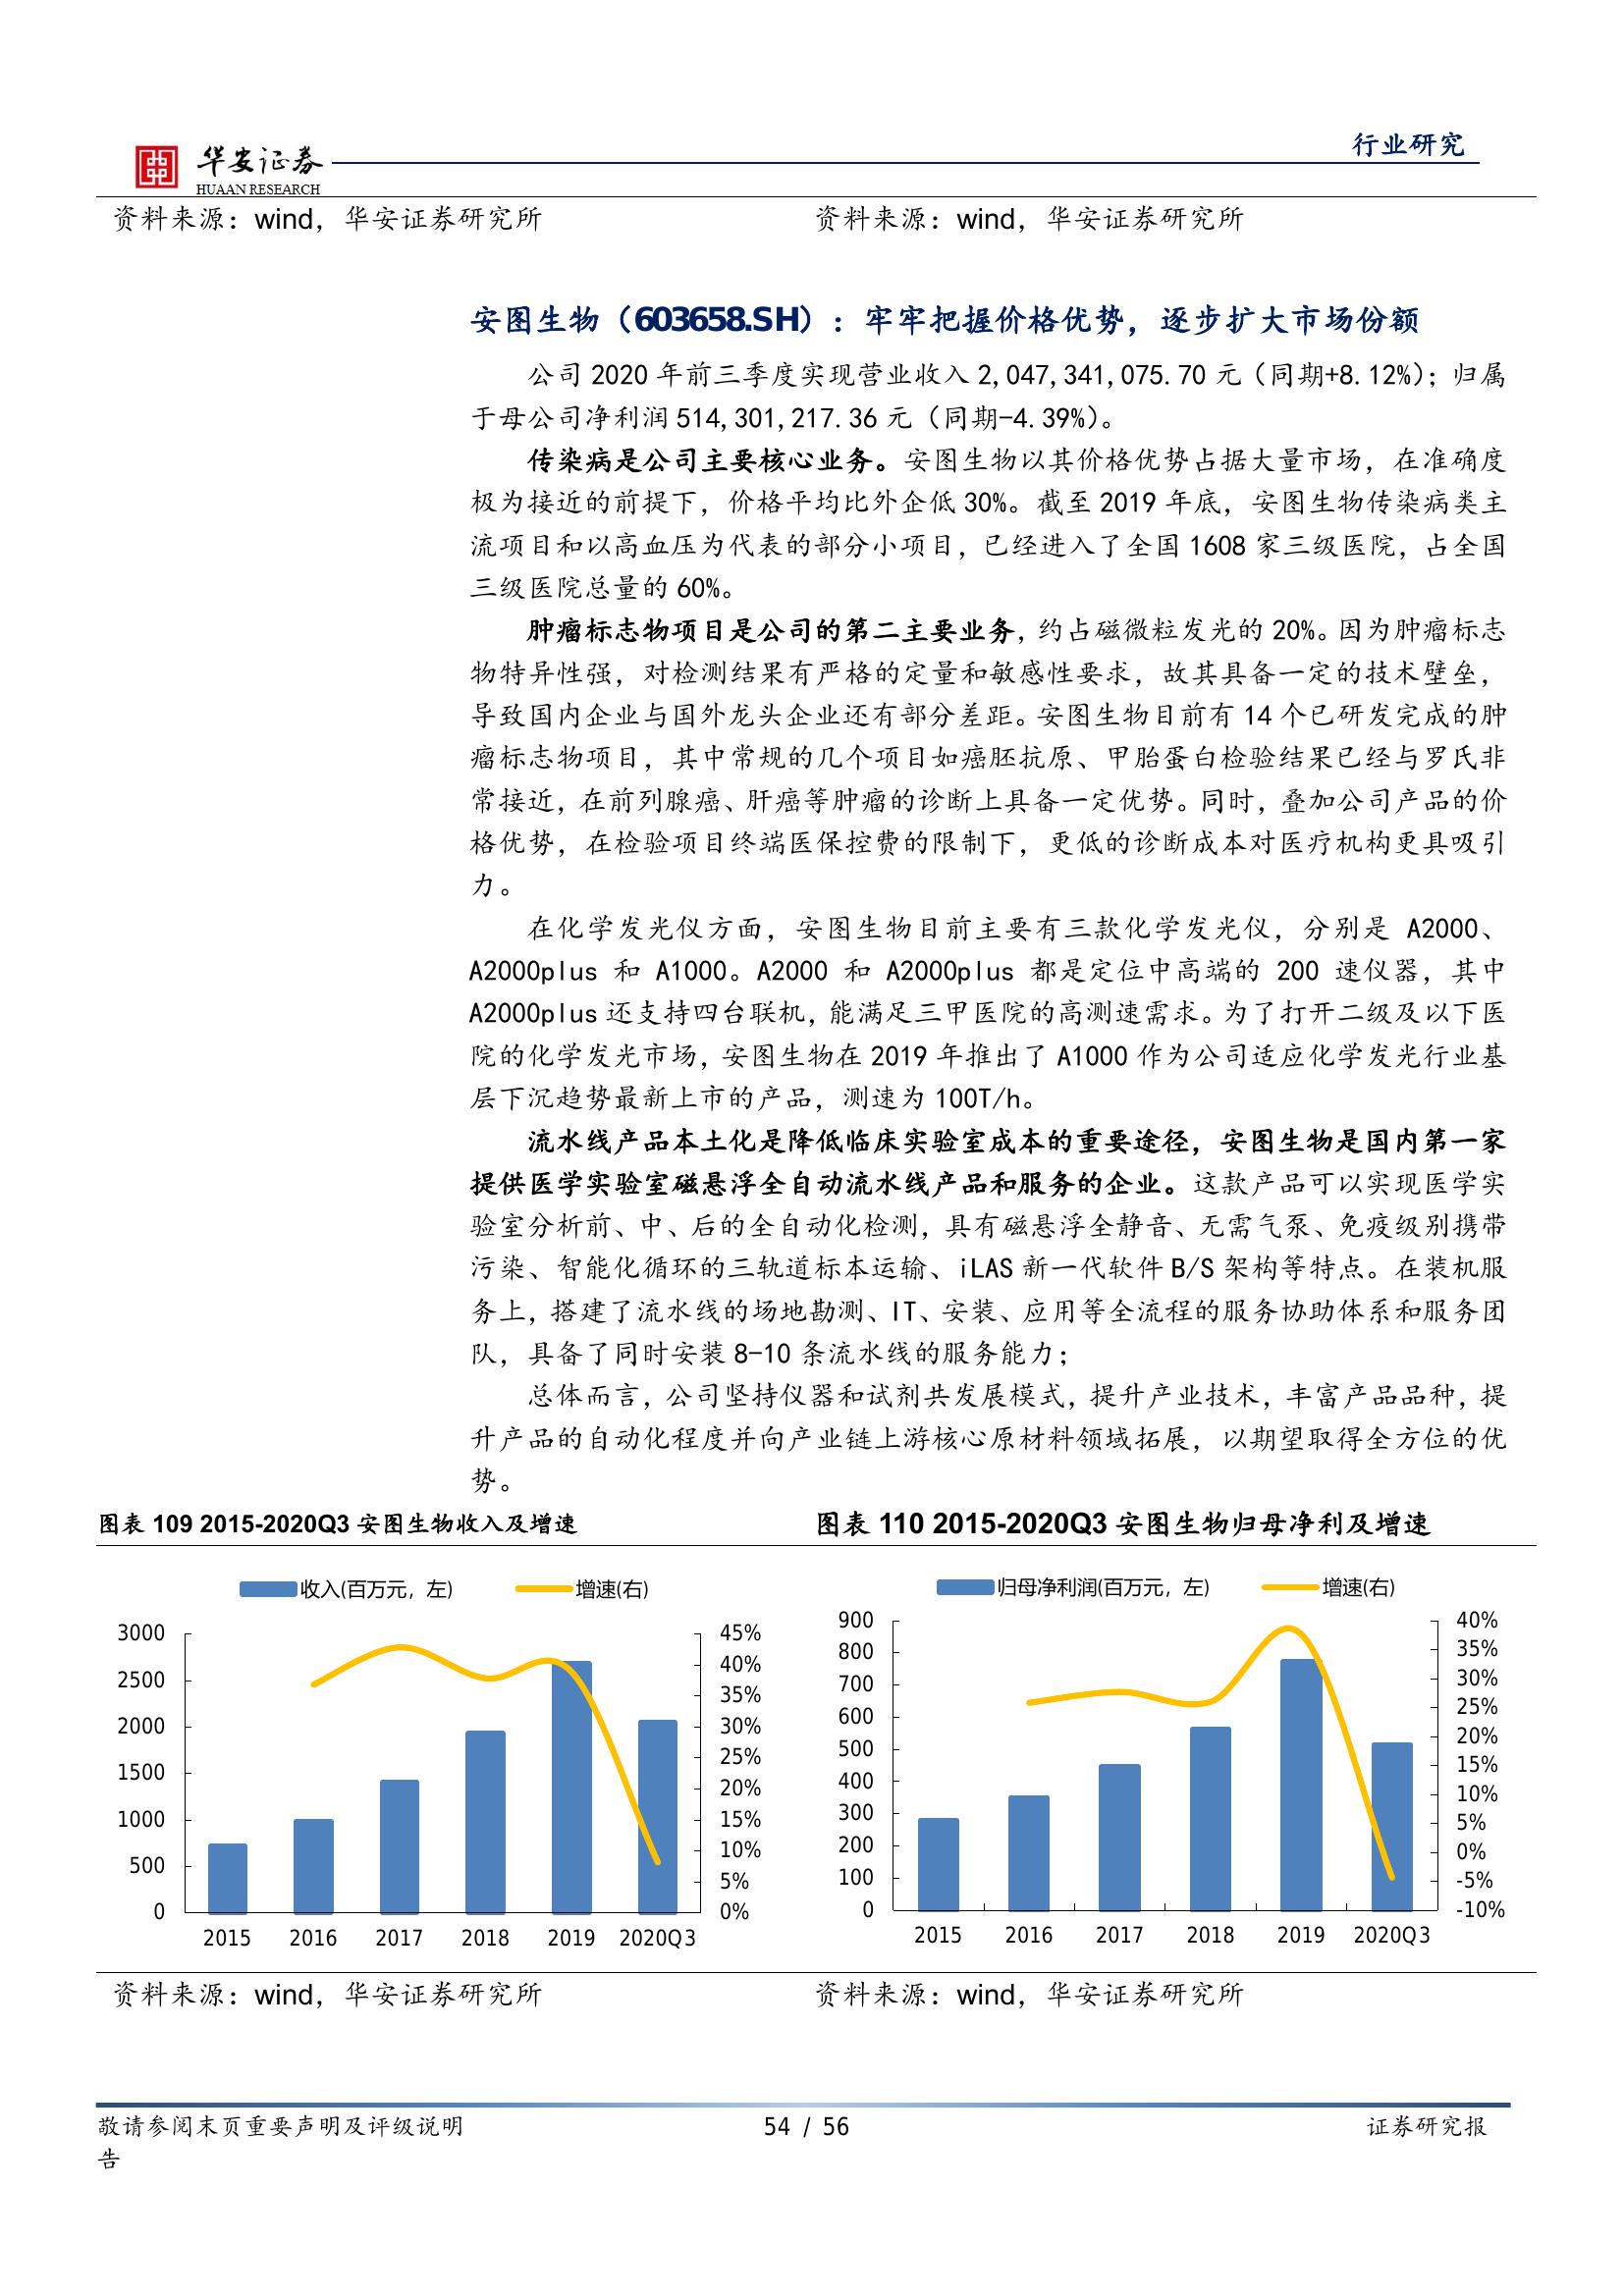 行业研究
华安证券
HUAAN RESEARCH
资料来源：wind，华安证券研究所
资料来源：wind，华安证券研究所
安图生物（603658.SH）：牢牢把握价格优势，逐步扩大市场份额
公司 2020 年前三季度实现营业收入 2,047,341,075.70 元（同期+8.12%）；归属
于母公司净利润 514,301,217.36 元（同期-4.39%）。
传染病是公司主要核心业务。安图生物以其价格优势占据大量市场，在准确度
极为接近的前提下，价格平均比外企低 30%。截至 2019 年底，安图生物传染病类主
流项目和以高血压为代表的部分小项目，已经进入了全国 1608 家三级医院，占全国
三级医院总量的 60%。
肿瘤标志物项目是公司的第二主要业务，约占磁微粒发光的 20%。因为肿瘤标志
物特异性强，对检测结果有严格的定量和敏感性要求，故其具备一定的技术壁垒，
导致国内企业与国外龙头企业还有部分差距。安图生物目前有 14 个已研发完成的肿
瘤标志物项目，其中常规的几个项目如癌胚抗原、甲胎蛋白检验结果已经与罗氏非
常接近，在前列腺癌、肝癌等肿瘤的诊断上具备一定优势。同时，叠加公司产品的价
格优势，在检验项目终端医保控费的限制下，更低的诊断成本对医疗机构更具吸引
力。
在化学发光仪方面，安图生物目前主要有三款化学发光仪，分别是 A2000、
A2000plus 和 A1000。A2000 和 A2000plus 都是定位中高端的 200 速仪器，其中
A2000plus 还支持四台联机，能满足三甲医院的高测速需求。为了打开二级及以下医
院的化学发光市场，安图生物在 2019 年推出了 A1000 作为公司适应化学发光行业基
层下沉趋势最新上市的产品，测速为 100T/h。
流水线产品本土化是降低临床实验室成本的重要途径，安图生物是国内第一家
提供医学实验室磁悬浮全自动流水线产品和服务的企业。这款产品可以实现医学实
验室分析前、中、后的全自动化检测，具有磁悬浮全静音、无需气泵、免疫级别携带
污染、智能化循环的三轨道标本运输、iLAS 新一代软件 B/S 架构等特点。在装机服
务上，搭建了流水线的场地勘测、IT、安装、应用等全流程的服务协助体系和服务团
队，具备了同时安装 8-10 条流水线的服务能力；
总体而言，公司坚持仪器和试剂共发展模式，提升产业技术，丰富产品品种，提
升产品的自动化程度并向产业链上游核心原材料领域拓展，以期望取得全方位的优
势。
图表 109 2015-2020Q3 安图生物收入及增速
收入(百万元，左) 增速(右)
3000
2500
2000
1500
1000
500
0
45%
40%
35%
30%
25%
20%
15%
10%
5%
0%
2015 2016 2017 2018 2019 2020Q3
资料来源：wind，华安证券研究所
图表 110 2015-2020Q3 安图生物归母净利及增速
归母净利润(百万元，左) 增速(右)
900
800
700
600
500
400
300
200
100
0
40%
35%
30%
25%
20%
15%
10%
5%
0%
-5%
-10%
2015 2016 2017 2018 2019 2020Q3
资料来源：wind，华安证券研究所
敬请参阅末页重要声明及评级说明 54 / 56 证券研究报
告